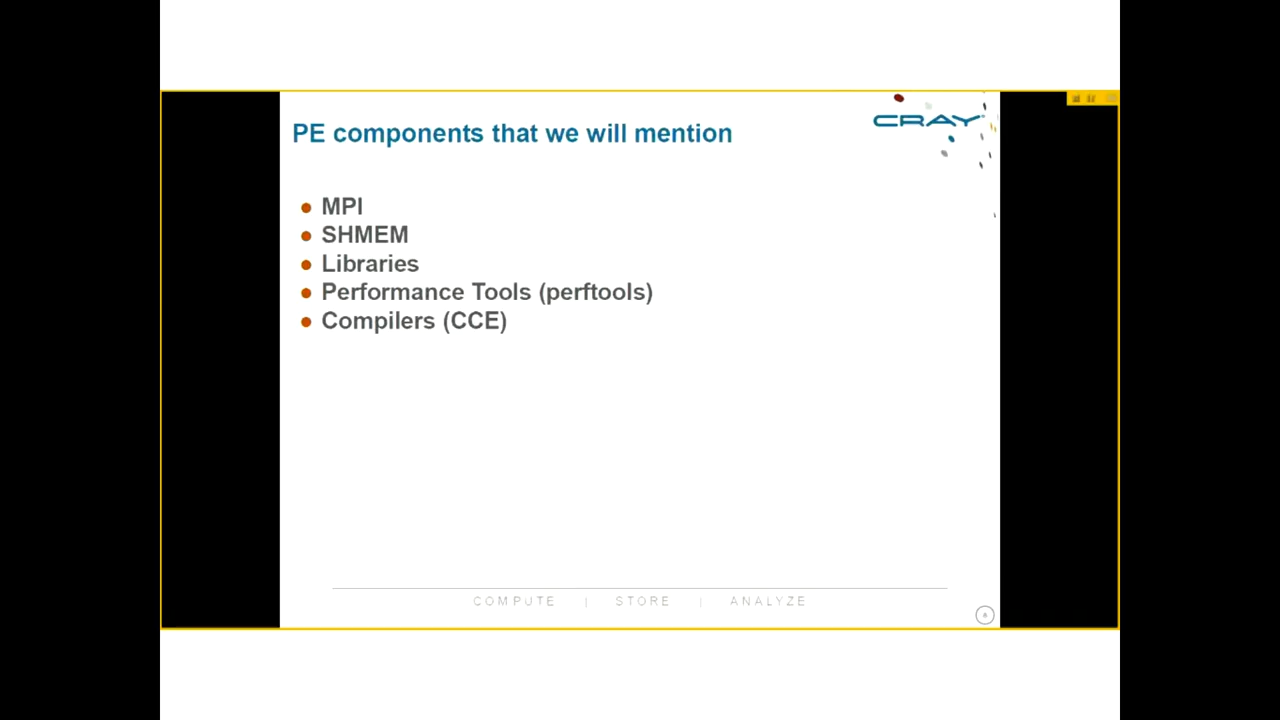 PE components that we will mention
CRAY
MPI
SHMEM
Libraries
Performance Tools (perftools)
Compilers (CCE)
COMPUTE | STORE | ANALYZE